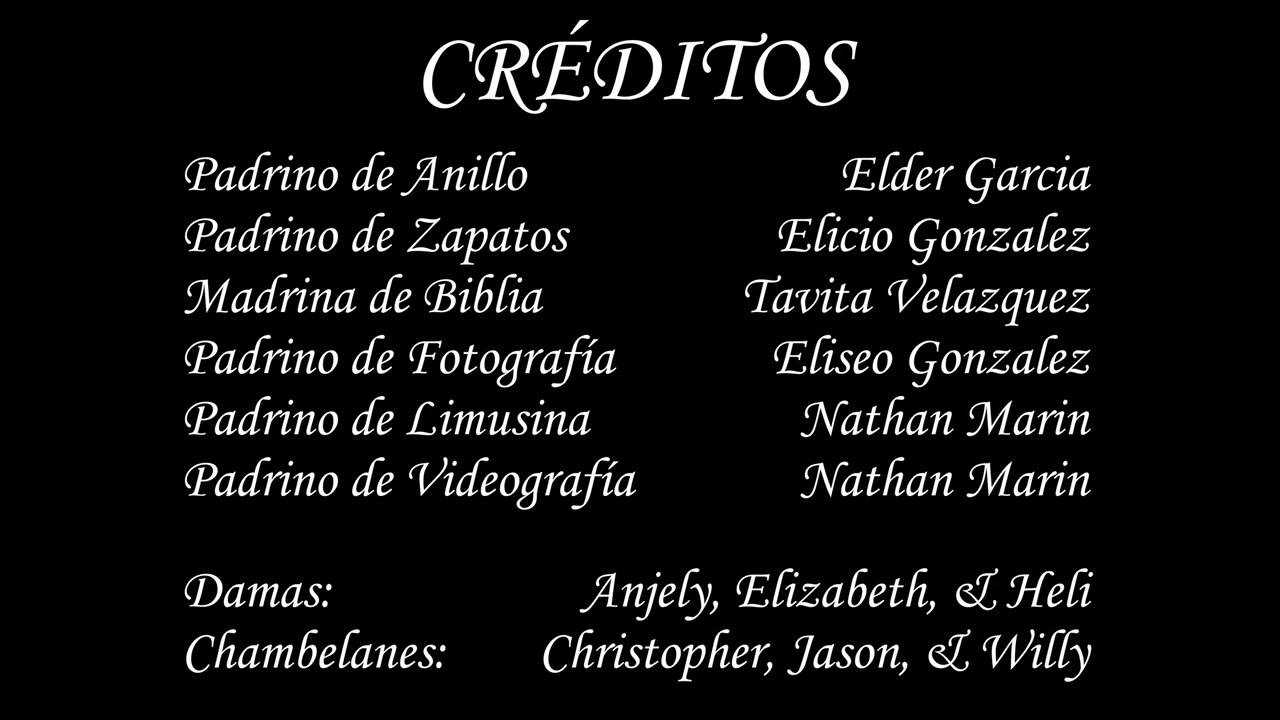 CRÉDITOS
Padrino de Anillo Elder Garcia
Padrino de Zapatos Elicio Gonzalez
Madrina de Biblia Tavita Velazquez
Padrino de Fotografía Eliseo Gonzalez
Padrino de Limusina Nathan Marin
Padrino de Videografía Nathan Marin
Damas: Anjely, Elizabeth, & Heli
Chambelanes: Christopher, Jason, & Willy